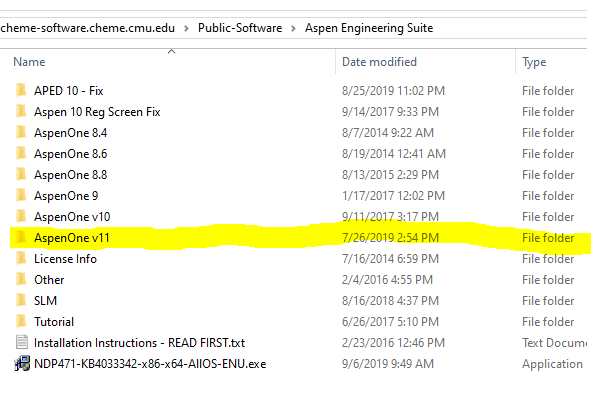 cheme-software.cheme.cmu.edu > Public-Software > Aspen Engineering Suite
Name Date modified Type
APED 10 - Fix 8/25/2019 11:02 PM File folder
Aspen 10 Reg Screen Fix 9/14/2017 9:33 PM File folder
AspenOne 8.4 8/7/2014 9:22 AM File folder
AspenOne 8.6 8/19/2014 12:41 AM File folder
AspenOne 8.8 8/13/2015 2:29 PM File folder
AspenOne 9 1/17/2017 12:02 PM File folder
AspenOne v10 9/11/2017 3:17 PM File folder
AspenOne v11 7/26/2019 2:54 PM File folder
License Info 7/16/2014 6:59 PM File folder
Other 2/4/2016 4:55 PM File folder
SLM 8/16/2018 4:37 PM File folder
Tutorial 6/26/2017 5:10 PM File folder
Installation Instructions - READ FIRST.txt 2/23/2016 12:46 PM Text Docume
NDP471-KB4033342-x86-x64-AllOS-ENU.exe 9/6/2019 9:49 AM Application